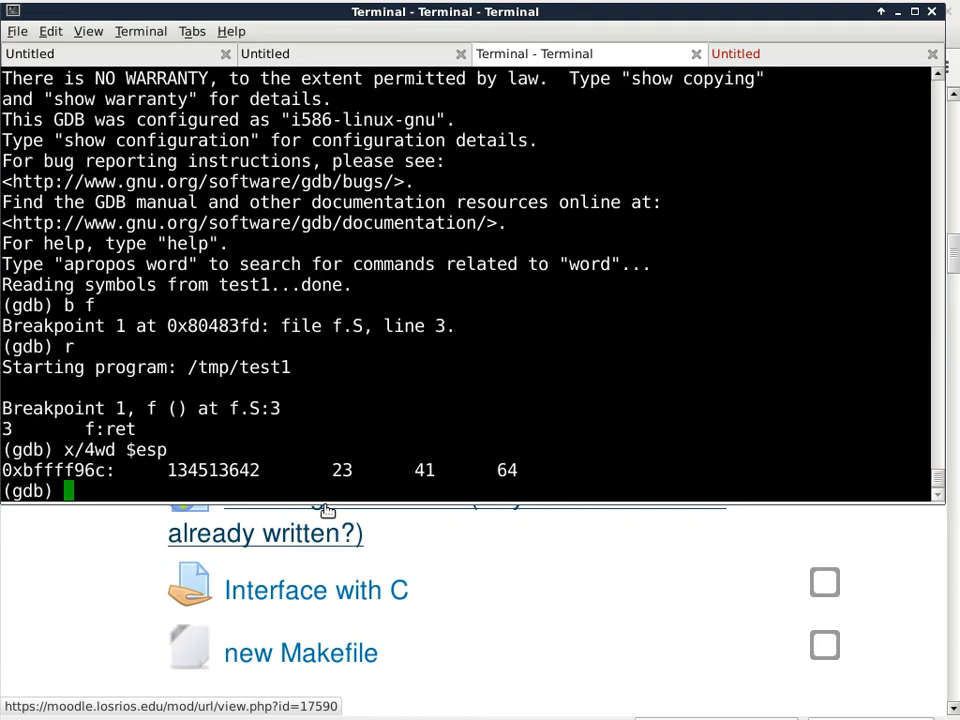 Terminal - Terminal - Terminal
File Edit View Terminal Tabs Help
Untitled Untitled Terminal - Terminal Untitled
There is NO WARRANTY, to the extent permitted by law.  Type "show copying"
and "show warranty" for details.
This GDB was configured as "i586-linux-gnu".
Type "show configuration" for configuration details.
For bug reporting instructions, please see:
<http://www.gnu.org/software/gdb/bugs/>.
Find the GDB manual and other documentation resources online at:
<http://www.gnu.org/software/gdb/documentation/>.
For help, type "help".
Type "apropos word" to search for commands related to "word"...
Reading symbols from test1...done.
(gdb) b f
Breakpoint 1 at 0x80483fd: file f.S, line 3.
(gdb) r
Starting program: /tmp/test1
Breakpoint 1, f () at f.S:3
3       f:ret
(gdb) x/4wd $esp
0xbffff96c:     134513642       23      41      64
(gdb)
already written?)
Interface with C
new Makefile
https://moodle.losrios.edu/mod/url/view.php?id=17590